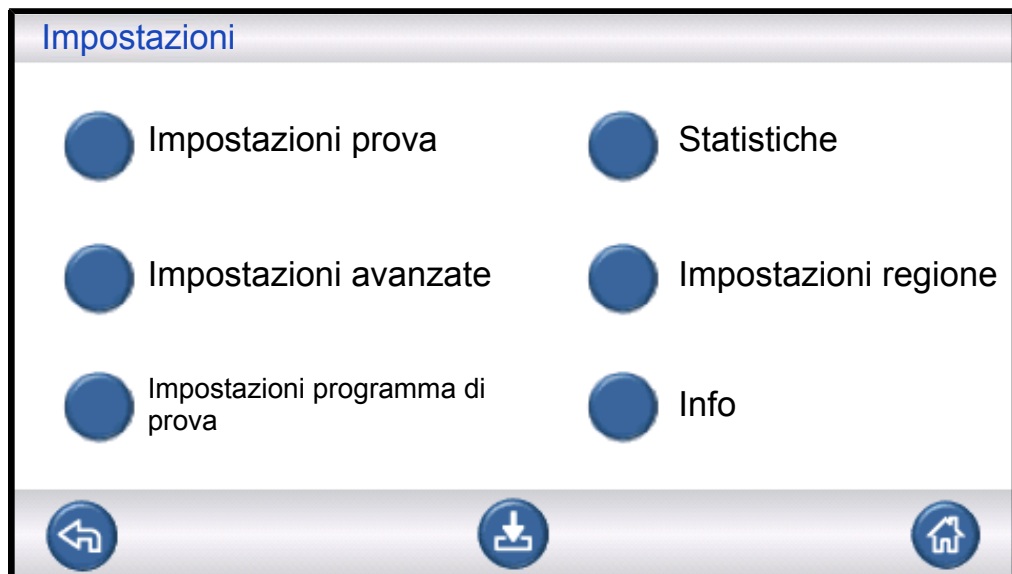 Impostazioni
Impostazioni prova
Statistiche
Impostazioni avanzate
Impostazioni regione
Impostazioni programma di
prova
Info